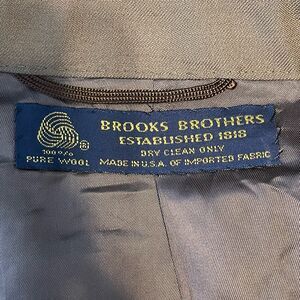 BROOKS BROTHERS
ESTABLISHED 1818
DRY CLEAN ONLY
MADE IN U.S.A. OF IMPORTED FABRIC
®
100%
PURE WOOL